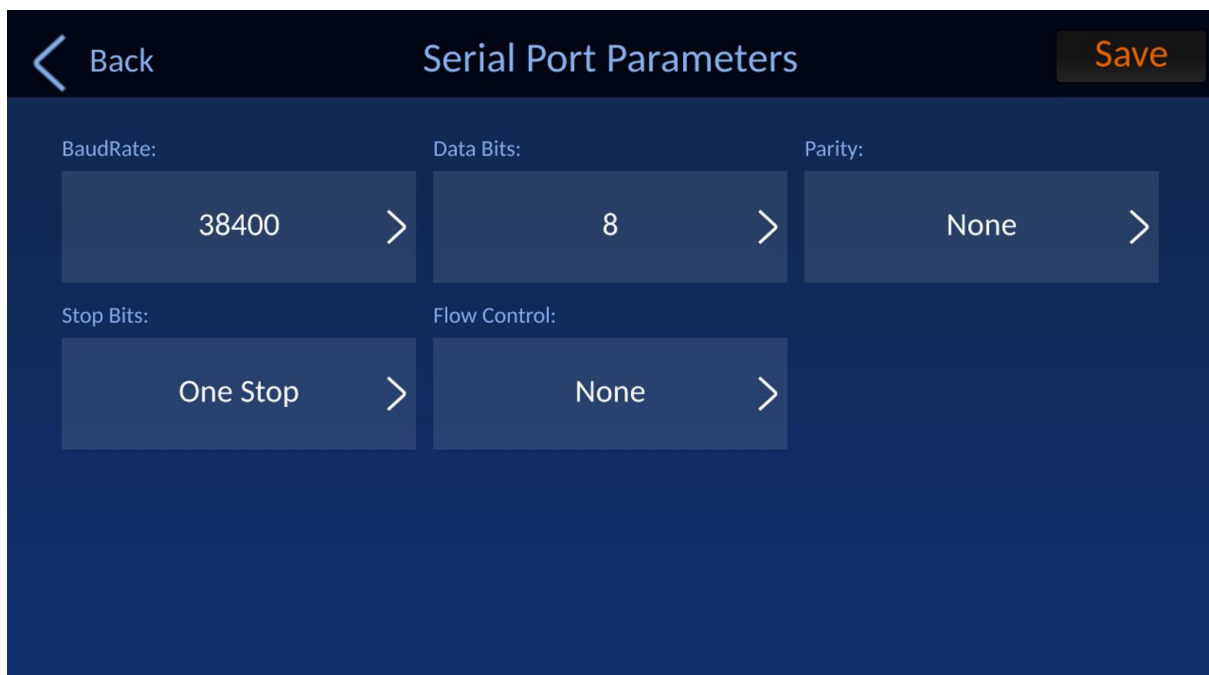 Back
Serial Port Parameters
Save
BaudRate:
Data Bits:
Parity:
38400
8
None
Stop Bits:
Flow Control:
One Stop
None